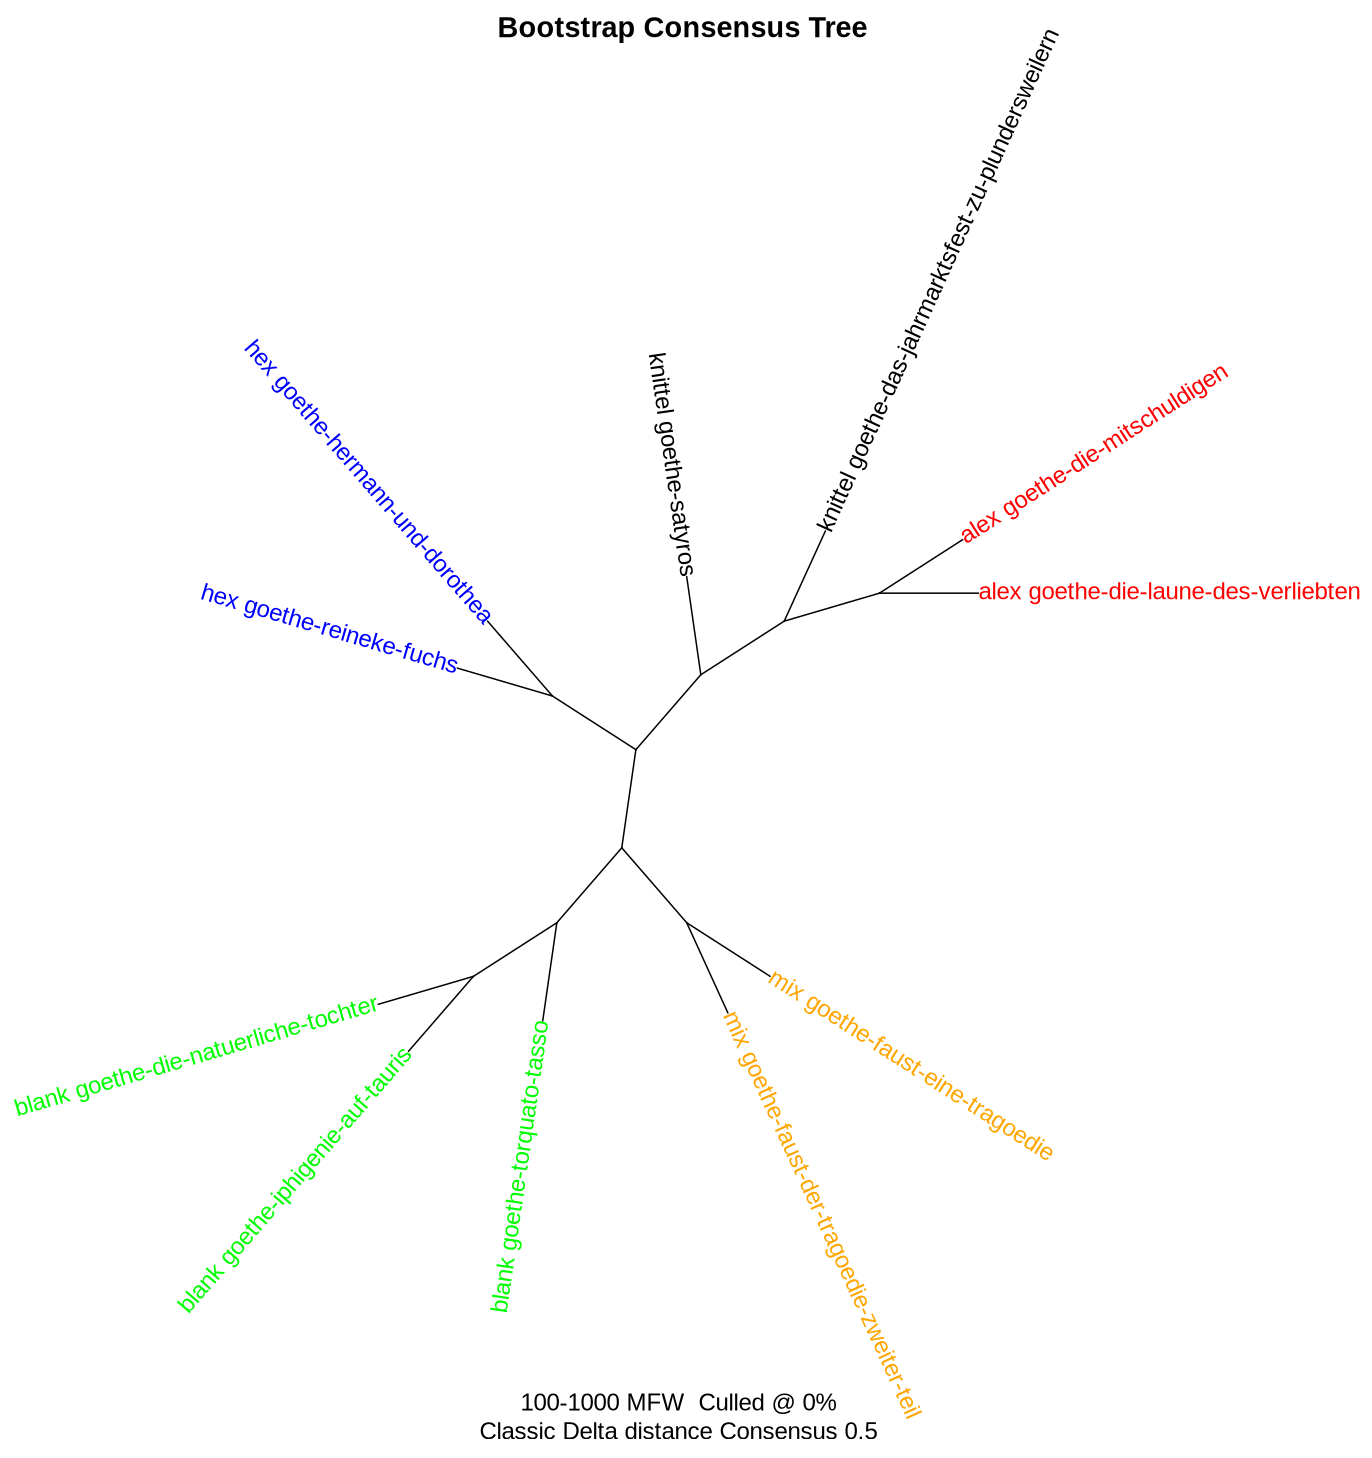 Bootstrap Consensus Tree
knittel goethe-das-jahrmarktsfest-zu-plundersweilern
hex goethe-hermann-und-dorothea
knittel goethe-satyros
alex goethe-die-mitschuldigen
hex goethe-reineke-fuchs
alex goethe-die-laune-des-verliebten
blank goethe-die-natuerliche-tochter
mix goethe-faust-eine-tragoedie
blank goethe-iphigenie-auf-tauris
blank goethe-torquato-tasso
mix goethe-faust-der-tragoedie-zweiter-teil
100-1000 MFW  Culled @ 0%
Classic Delta distance Consensus 0.5